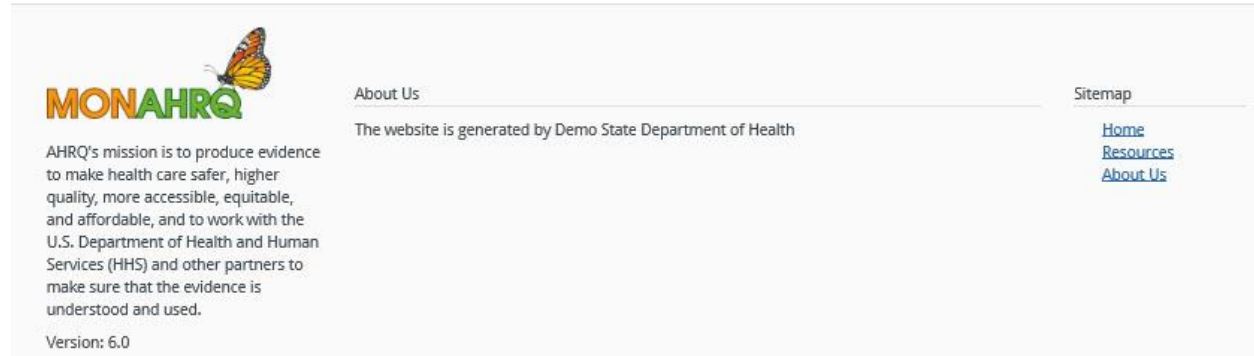 MONAHRQ
AHRQ's mission is to produce evidence
to make health care safer, higher
quality, more accessible, equitable,
and affordable, and to work with the
U.S. Department of Health and Human
Services (HHS) and other partners to
make sure that the evidence is
understood and used.
Version: 6.0
About Us
The website is generated by Demo State Department of Health
Sitemap
Home
Resources
About Us